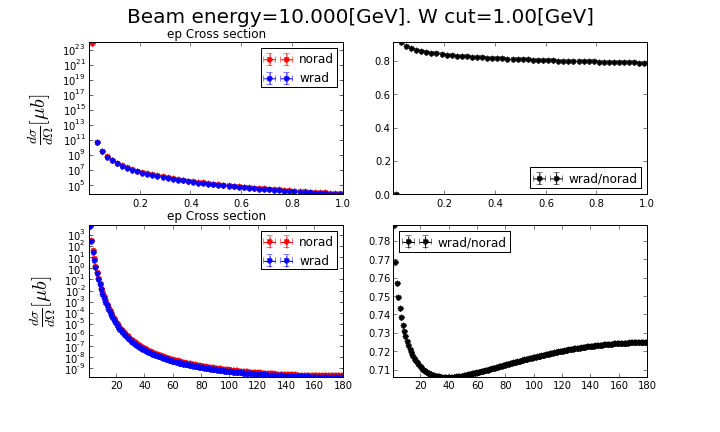 Beam energy=10.000[GeV]. W cut=1.00[GeV]
ep Cross section
dσ/dΩ [μb]
10^23
10^21
10^19
10^17
10^15
10^13
10^11
10^9
10^7
10^5
0.2 0.4 0.6 0.8 1.0
norad
wrad
0.8
0.6
0.4
0.2
0.0
0.2 0.4 0.6 0.8 1.0
wrad/norad
ep Cross section
dσ/dΩ [μb]
10^3
10^2
10^1
10^0
10^-1
10^-2
10^-3
10^-4
10^-5
10^-6
10^-7
10^-8
10^-9
20 40 60 80 100 120 140 160 180
norad
wrad
0.78
0.77
0.76
0.75
0.74
0.73
0.72
0.71
20 40 60 80 100 120 140 160 180
wrad/norad